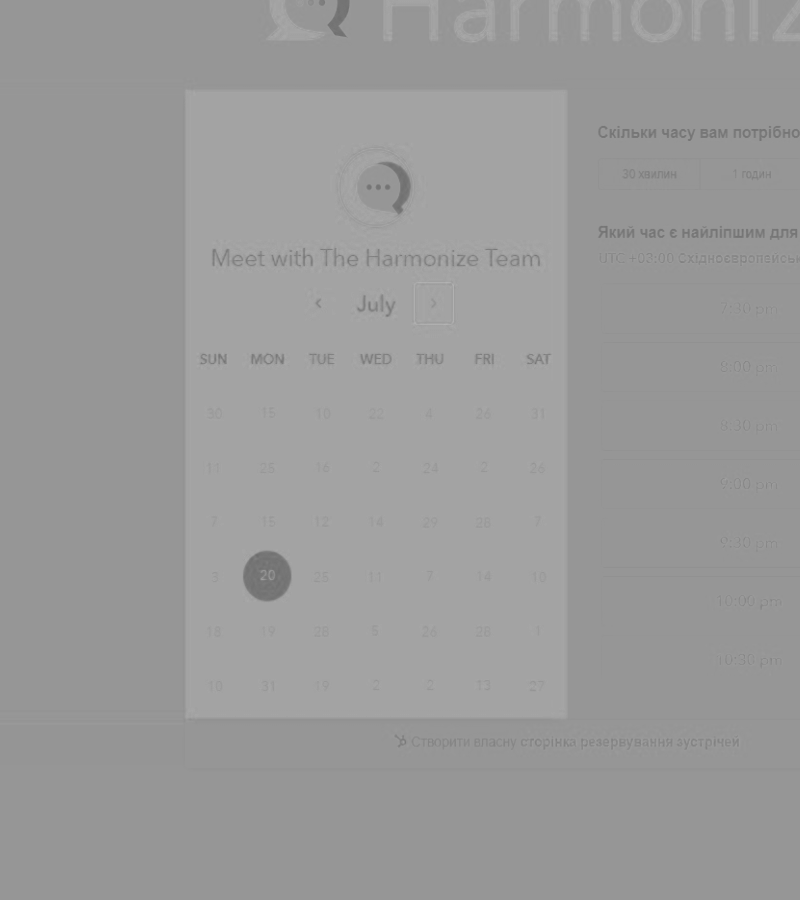 Harmoniz
Meet with The Harmonize Team
July
SUN MON TUE WED THU FRI SAT
30 15 10 22 4 26 31
11 28 16 2 24 2 26
7 15 12 14 29 28 7
3 20 25 11 7 14 10
18 19 28 5 26 28 1
10 31 19 2 2 13 27
Скільки часу вам потрібно
30 хвилин 1 годин
Який час є найліпшим для
UTC +03:00 Східноєвропейськ
7:30 pm
8:00 pm
8:30 pm
9:00 pm
9:30 pm
10:00 pm
10:30 pm
Створити власну сторінка резервування зустрічей